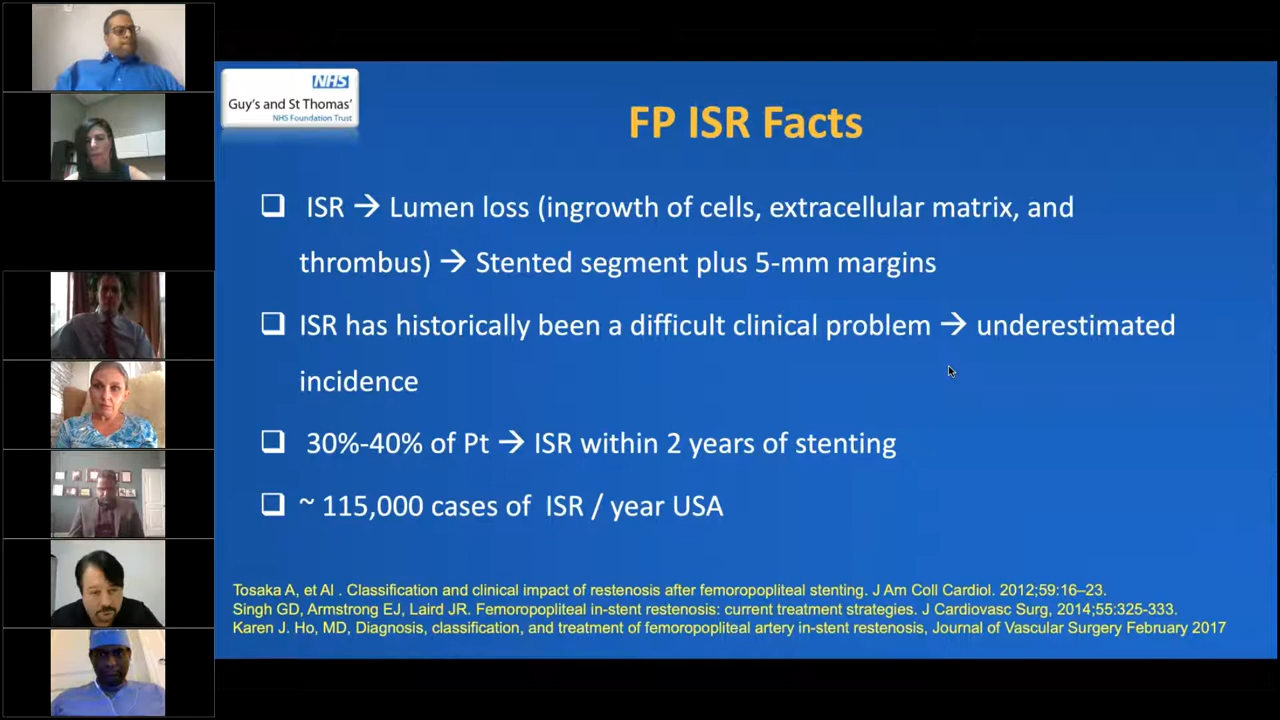 NHS
Guy's and St Thomas'
NHS Foundation Trust
FP ISR Facts
❑ ISR → Lumen loss (ingrowth of cells, extracellular matrix, and
thrombus) → Stented segment plus 5-mm margins
❑ ISR has historically been a difficult clinical problem → underestimated
incidence
❑ 30%-40% of Pt → ISR within 2 years of stenting
❑ ~ 115,000 cases of ISR / year USA
Tosaka A, et Al . Classification and clinical impact of restenosis after femoropopliteal stenting. J Am Coll Cardiol. 2012;59:16–23.
Singh GD, Armstrong EJ, Laird JR. Femoropopliteal in-stent restenosis: current treatment strategies. J Cardiovasc Surg, 2014;55:325-333.
Karen J. Ho, MD, Diagnosis, classification, and treatment of femoropopliteal artery in-stent restenosis, Journal of Vascular Surgery February 2017